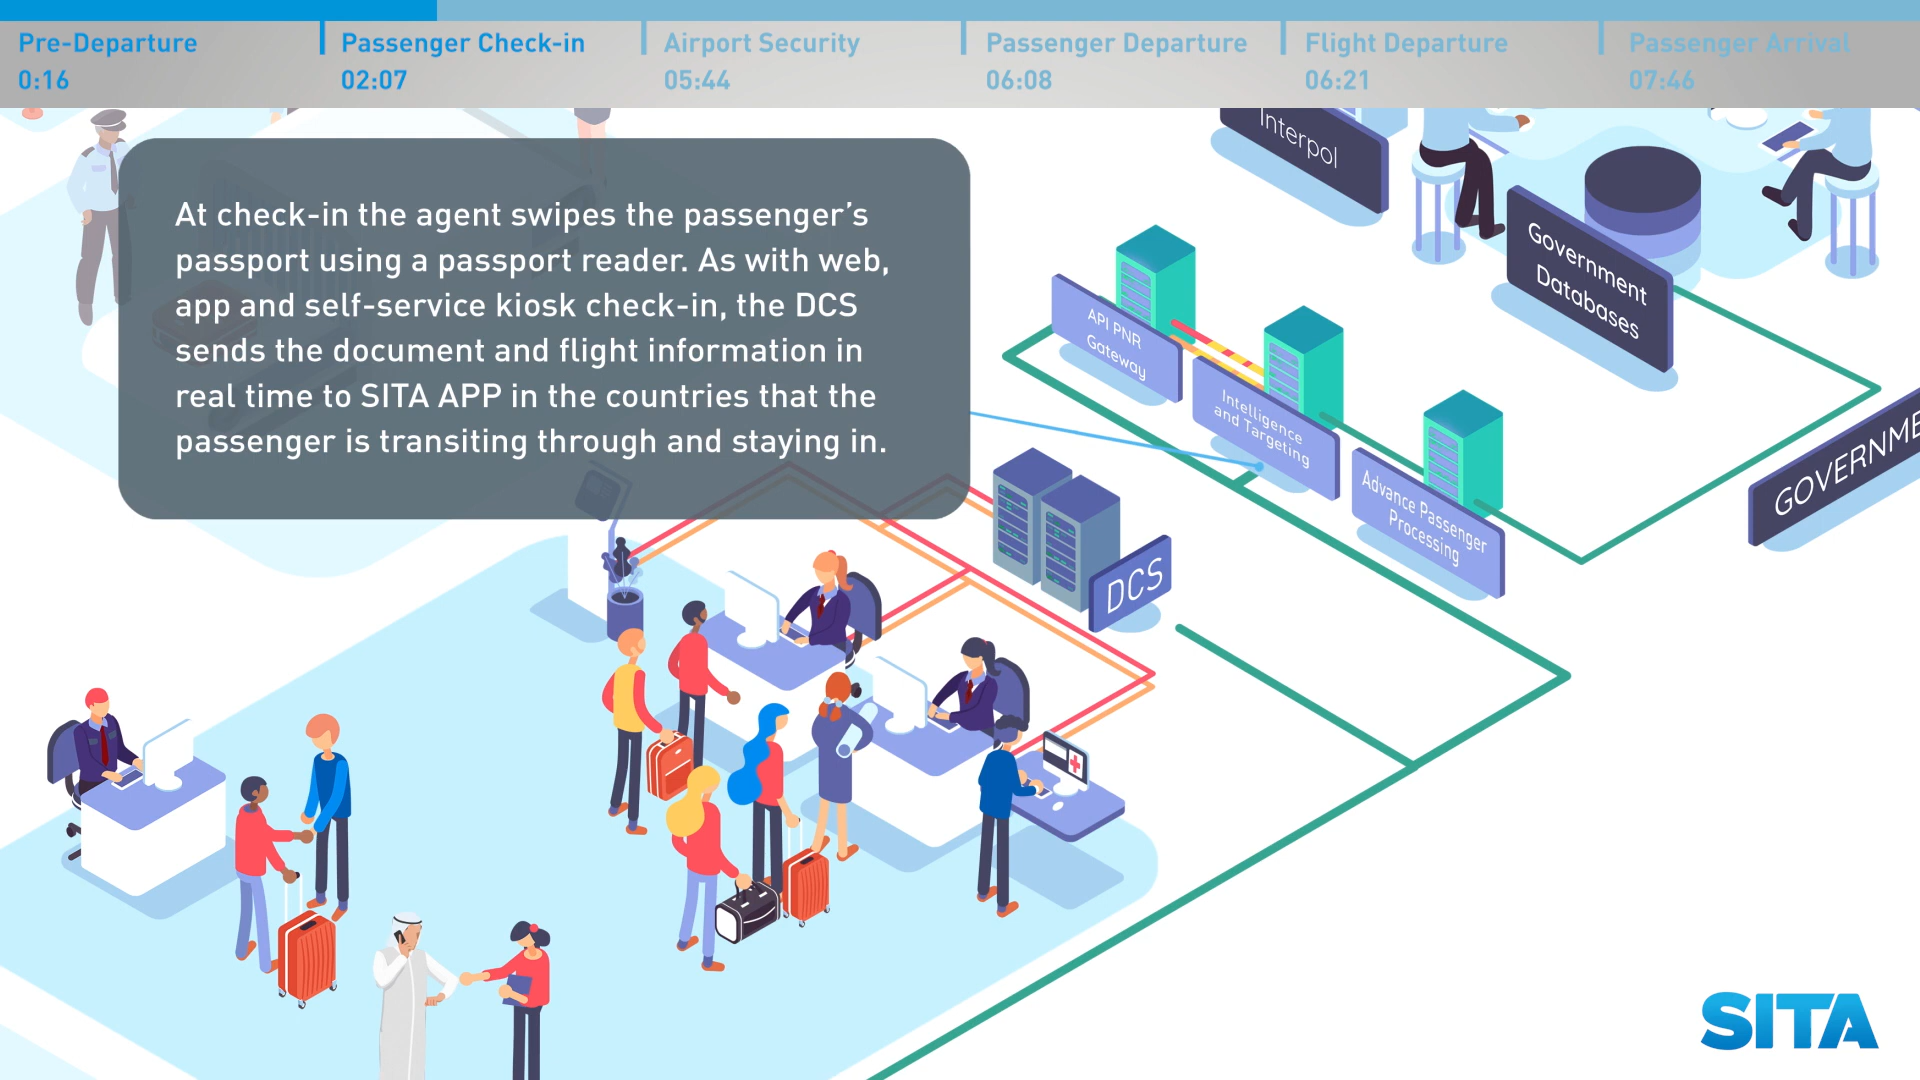 Pre-Departure
0:16
Passenger Check-in
02:07
Airport Security
05:44
Passenger Departure
06:08
Flight Departure
06:21
Passenger Arrival
07:46
At check-in the agent swipes the passenger’s
passport using a passport reader. As with web,
app and self-service kiosk check-in, the DCS
sends the document and flight information in
real time to SITA APP in the countries that the
passenger is transiting through and staying in.
Interpol
Government
Databases
API PNR
Gateway
Intelligence
and Targeting
Advance Passenger
Processing
GOVERNME
DCS
SITA